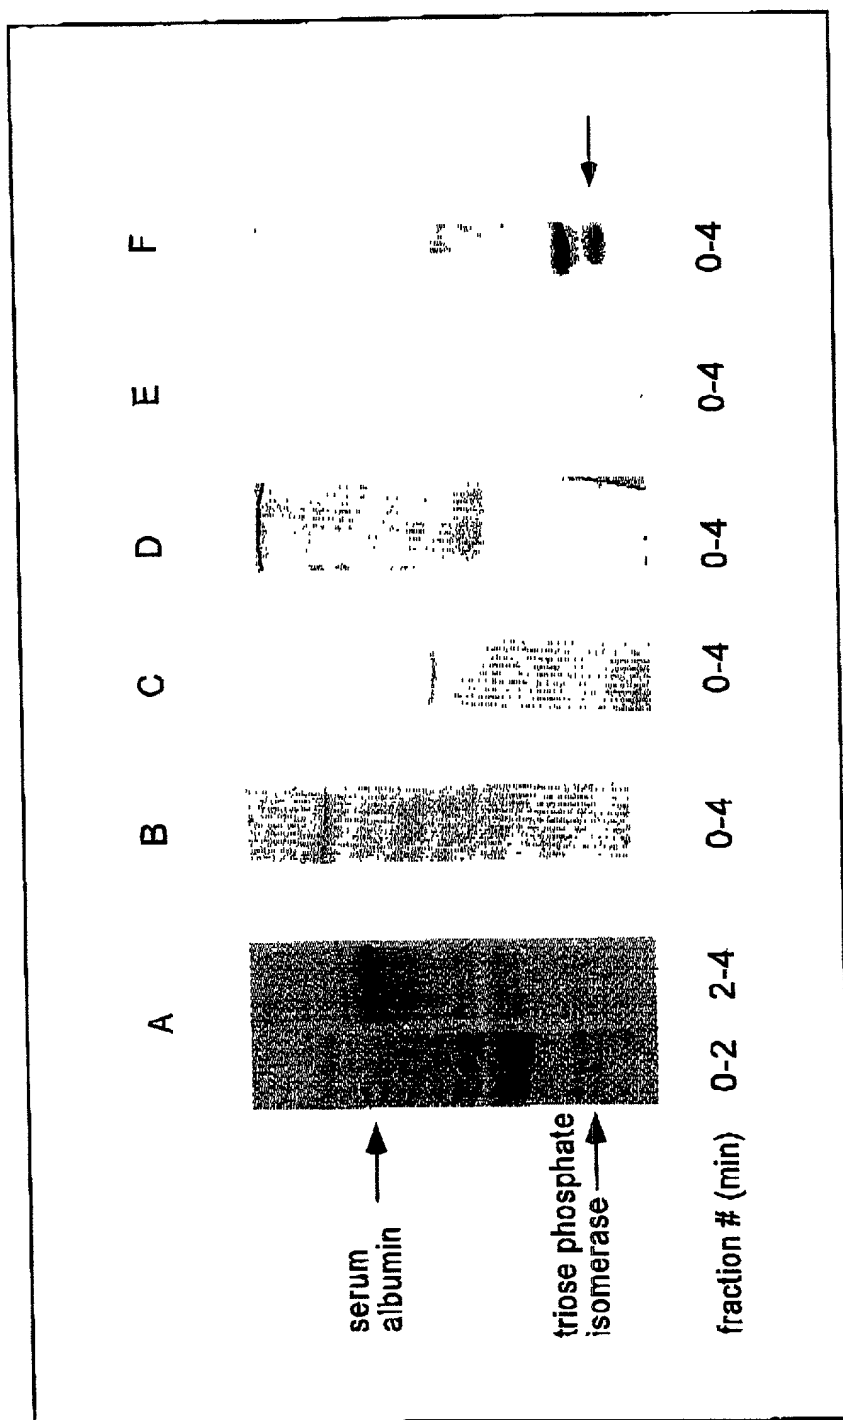 A B C D E F
serum
albumin
triose phosphate
isomerase
fraction # (min) 0-2 2-4 0-4 0-4 0-4 0-4 0-4